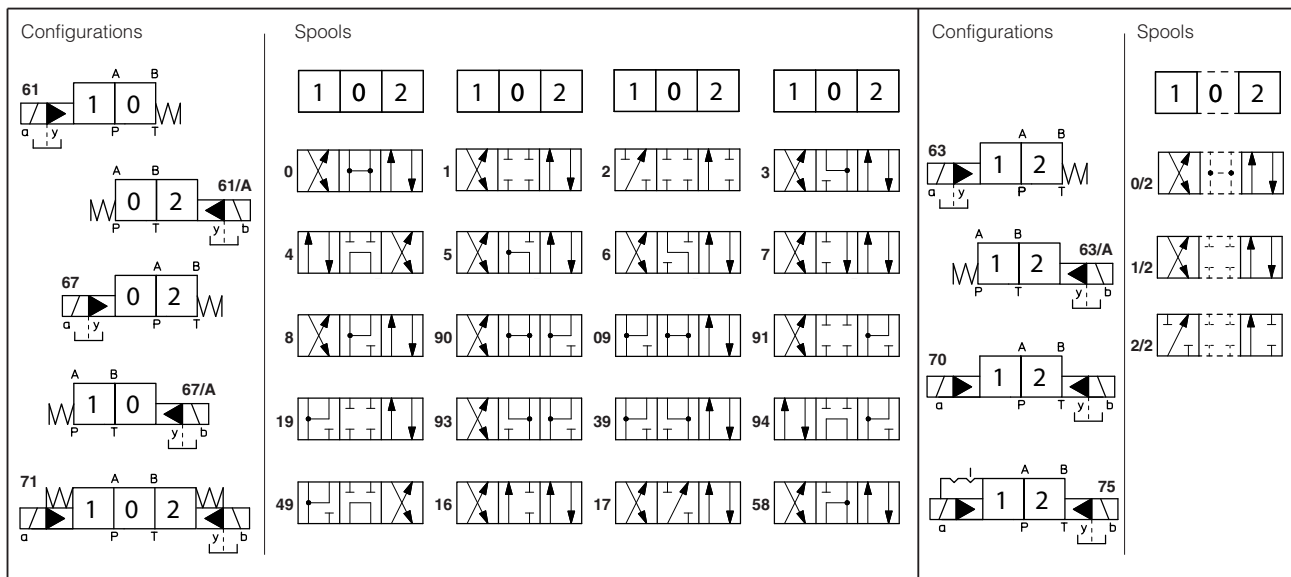 Configurations
Spools
61
A B
1 0
a y P T
A B
61/A
0 2
P T y b
67
A B
0 2
a y P T
A B
67/A
1 0
P T y b
71
A B
1 0 2
a P T y b
1 0 2
1 0 2
1 0 2
1 0 2
0
1
2
3
4
5
6
7
8
90
09
91
19
93
39
94
49
16
17
58
Configurations
Spools
63
A B
1 2
a y P T
A B
63/A
1 2
P T y b
70
A B
1 2
a P T y b
l A B
75
1 2
a P T y b
1 0 2
0/2
1/2
2/2